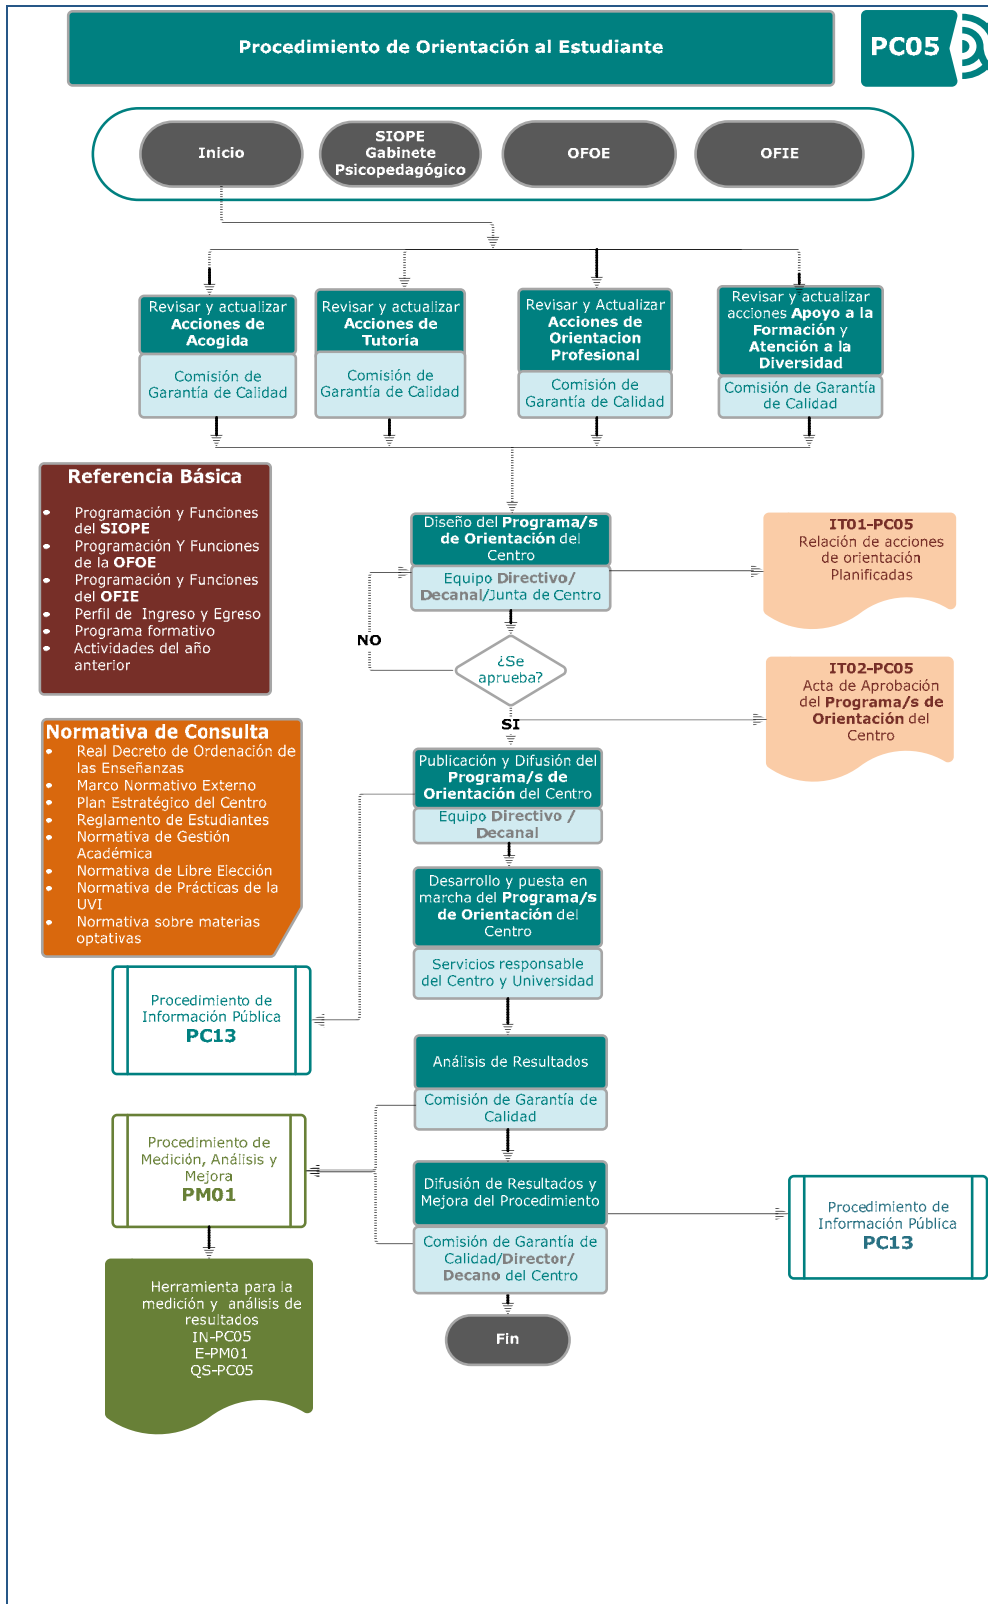 Procedimiento de Orientación al Estudiante
PC05
Inicio
SIOPE
Gabinete
Psicopedagógico
OFOE
OFIE
Revisar y actualizar
Acciones de
Acogida
Comisión de
Garantía de Calidad
Revisar y actualizar
Acciones de
Tutoría
Comisión de
Garantía de Calidad
Revisar y Actualizar
Acciones de
Orientacion
Profesional
Comisión de
Garantía de Calidad
Revisar y actualizar
acciones Apoyo a la
Formación y
Atención a la
Diversidad
Comisión de Garantía
de Calidad
Referencia Básica
• Programación y Funciones
del SIOPE
• Programación Y Funciones
de la OFOE
• Programación y Funciones
del OFIE
• Perfil de Ingreso y Egreso
• Programa formativo
• Actividades del año
anterior
Diseño del Programa/s
de Orientación del
Centro
Equipo Directivo/
Decanal/Junta de Centro
IT01-PC05
Relación de acciones
de orientación
Planificadas
NO
¿Se
aprueba?
SI
IT02-PC05
Acta de Aprobación
del Programa/s de
Orientación del
Centro
Normativa de Consulta
• Real Decreto de Ordenación de
las Enseñanzas
• Marco Normativo Externo
• Plan Estratégico del Centro
• Reglamento de Estudiantes
• Normativa de Gestión
Académica
• Normativa de Libre Elección
• Normativa de Prácticas de la
UVI
• Normativa sobre materias
optativas
Publicación y Difusión del
Programa/s de
Orientación del Centro
Equipo Directivo /
Decanal
Desarrollo y puesta en
marcha del Programa/s
de Orientación del
Centro
Servicios responsable
del Centro y Universidad
Procedimiento de
Información Pública
PC13
Análisis de Resultados
Comisión de Garantía de
Calidad
Procedimiento de
Medición, Análisis y
Mejora
PM01
Difusión de Resultados y
Mejora del Procedimiento
Comisión de Garantía de
Calidad/Director/
Decano del Centro
Procedimiento de
Información Pública
PC13
Herramienta para la
medición y análisis de
resultados
IN-PC05
E-PM01
QS-PC05
Fin